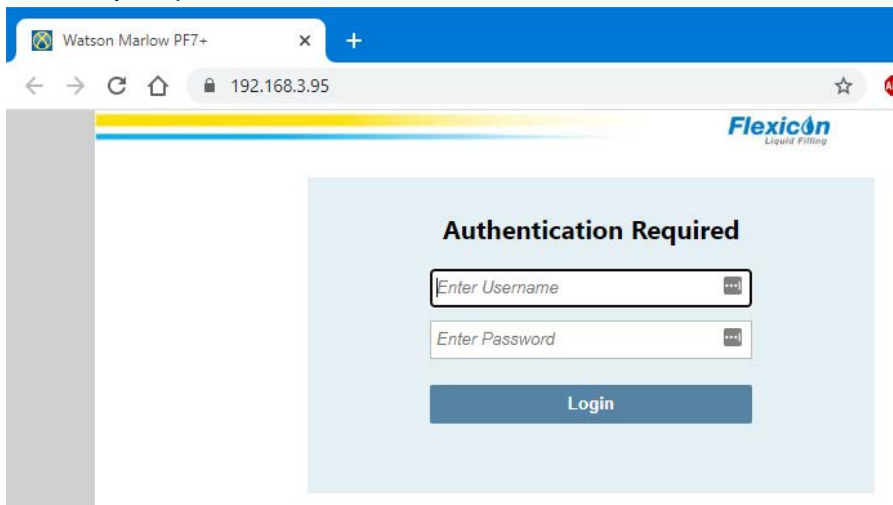 Watson Marlow PF7+
192.168.3.95
Flexicon
Liquid Filling
Authentication Required
Enter Username
Enter Password
Login